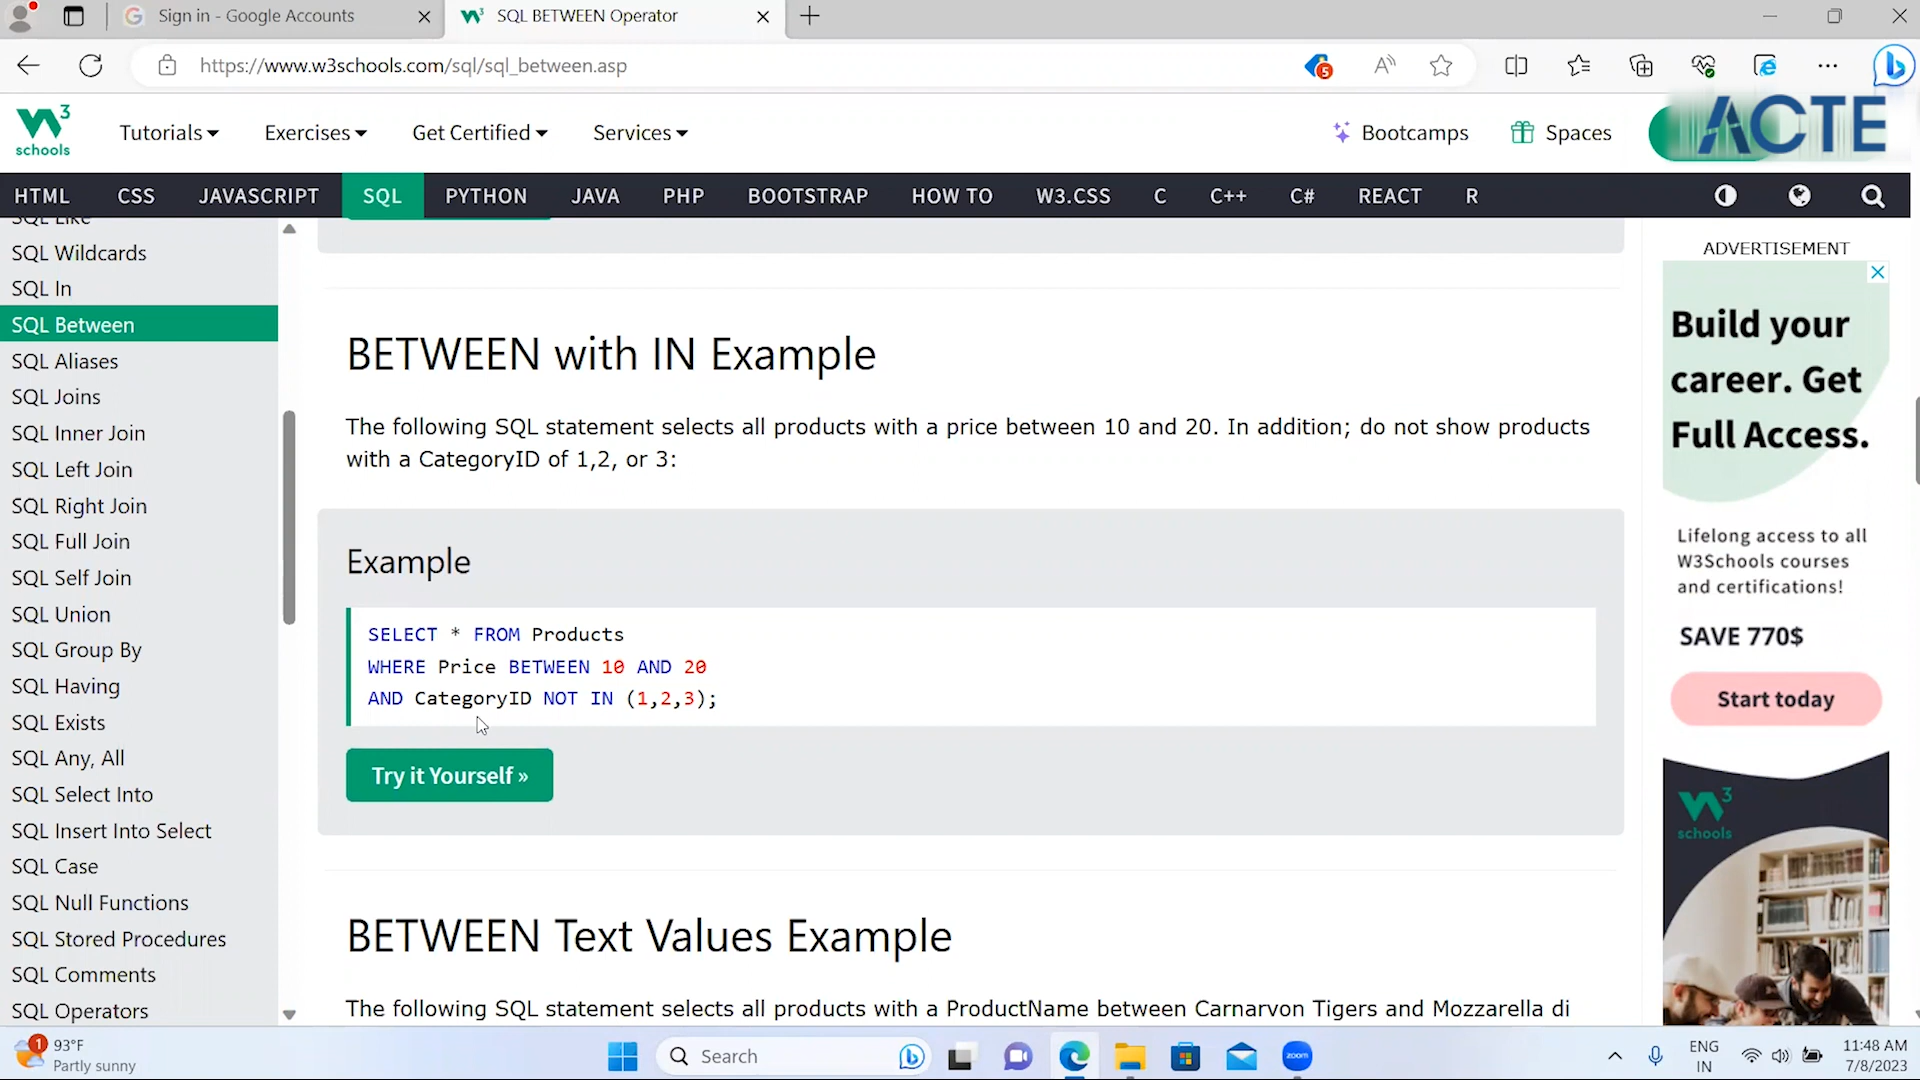 Sign in - Google Accounts
SQL BETWEEN Operator
https://www.w3schools.com/sql/sql_between.asp
5
3
schools
Tutorials
Exercises
Get Certified
Services
Bootcamps
Spaces
ACTE
HTML
CSS
JAVASCRIPT
SQL
PYTHON
JAVA
PHP
BOOTSTRAP
HOW TO
W3.CSS
C
C++
C#
REACT
R
SQL Like
SQL Wildcards
SQL In
SQL Between
SQL Aliases
SQL Joins
SQL Inner Join
SQL Left Join
SQL Right Join
SQL Full Join
SQL Self Join
SQL Union
SQL Group By
SQL Having
SQL Exists
SQL Any, All
SQL Select Into
SQL Insert Into Select
SQL Case
SQL Null Functions
SQL Stored Procedures
SQL Comments
SQL Operators
BETWEEN with IN Example
The following SQL statement selects all products with a price between 10 and 20. In addition; do not show products
with a CategoryID of 1,2, or 3:
Example
SELECT * FROM Products
WHERE Price BETWEEN 10 AND 20
AND CategoryID NOT IN (1,2,3);
Try it Yourself »
BETWEEN Text Values Example
The following SQL statement selects all products with a ProductName between Carnarvon Tigers and Mozzarella di
ADVERTISEMENT
Build your
career. Get
Full Access.
Lifelong access to all
W3Schools courses
and certifications!
SAVE 770$
Start today
3
schools
1
93°F
Partly sunny
Search
zoom
ENG
IN
11:48 AM
7/8/2023